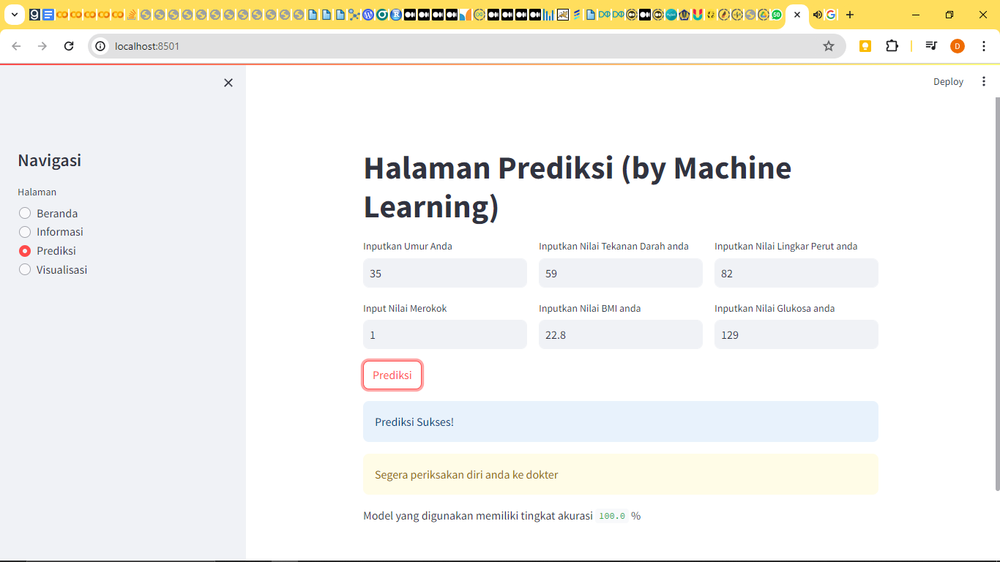 localhost:8501
D
Deploy
Navigasi
Halaman
Beranda
Informasi
Prediksi
Visualisasi
Halaman Prediksi (by Machine
Learning)
Inputkan Umur Anda
35
Inputkan Nilai Tekanan Darah anda
59
Inputkan Nilai Lingkar Perut anda
82
Input Nilai Merokok
1
Inputkan Nilai BMI anda
22.8
Inputkan Nilai Glukosa anda
129
Prediksi
Prediksi Sukses!
Segera periksakan diri anda ke dokter
Model yang digunakan memiliki tingkat akurasi 100.0 %